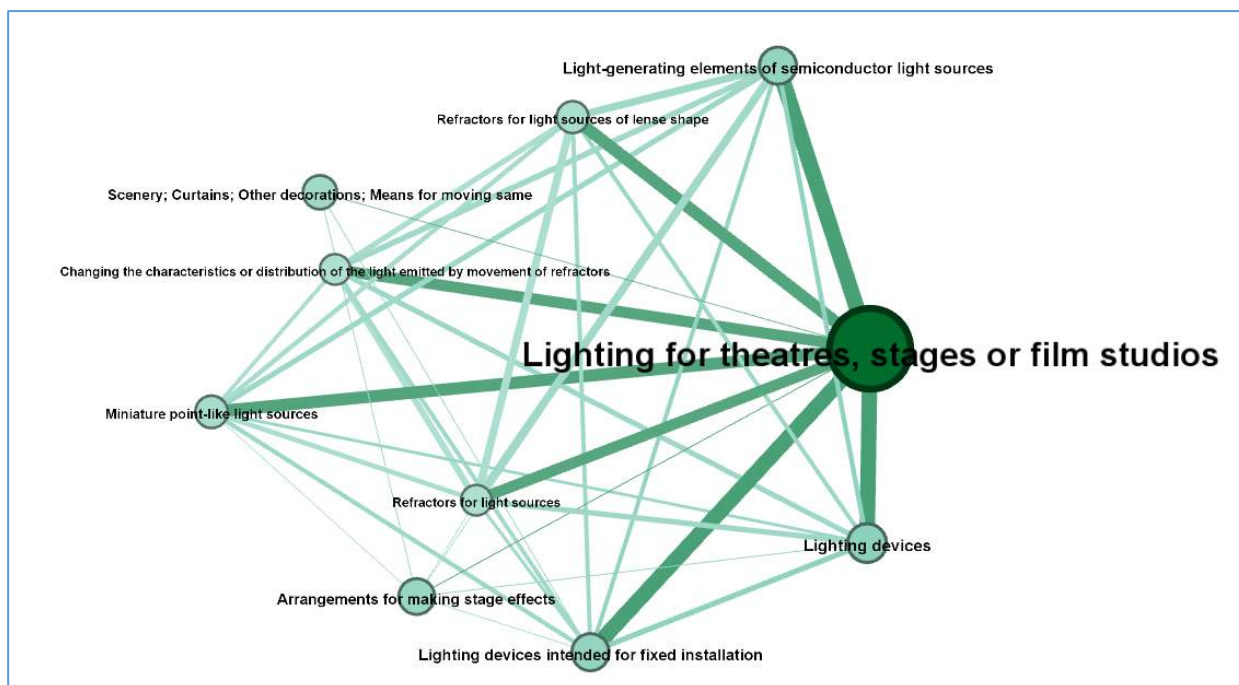 Light-generating elements of semiconductor light sources
Refractors for light sources of lense shape
Scenery; Curtains; Other decorations; Means for moving same
Changing the characteristics or distribution of the light emitted by movement of refractors
Lighting for theatres, stages or film studios
Miniature point-like light sources
Refractors for light sources
Lighting devices
Arrangements for making stage effects
Lighting devices intended for fixed installation